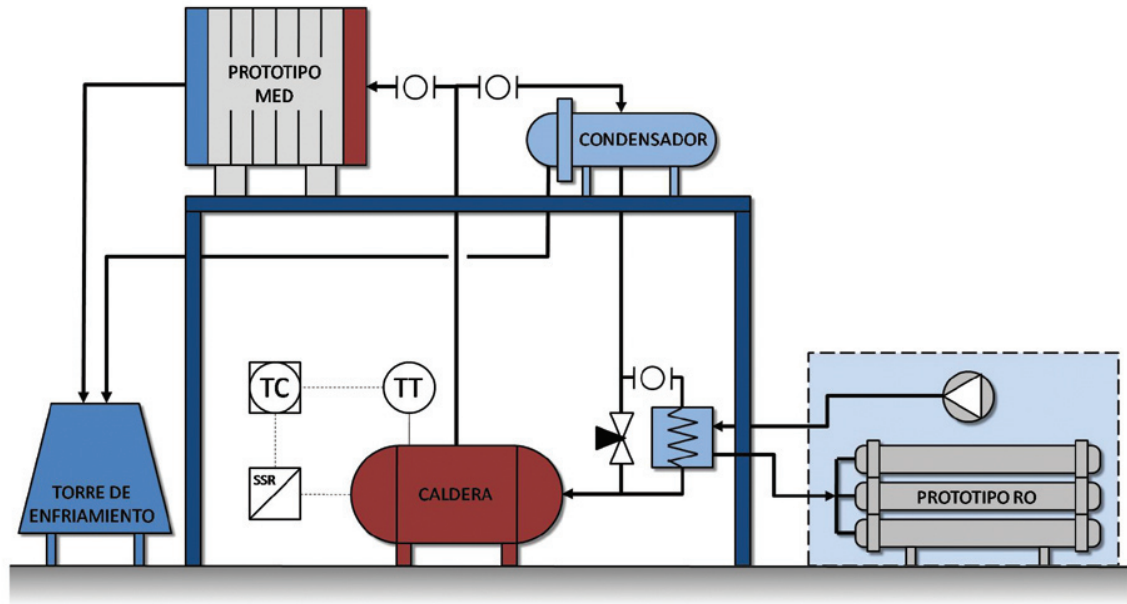 PROTOTIPO
MED
CONDENSADOR
TC
TT
SSR
CALDERA
TORRE DE
ENFRIAMIENTO
PROTOTIPO RO